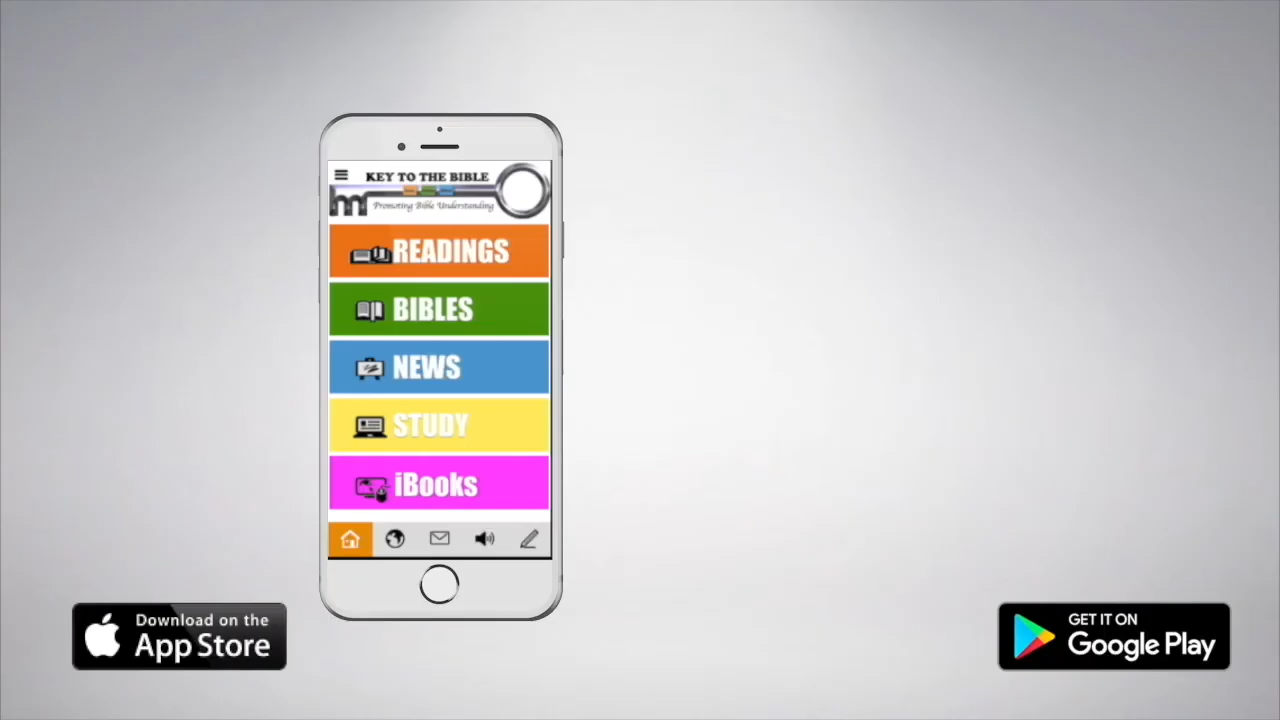 KEY TO THE BIBLE
Promoting Bible Understanding
READINGS
BIBLES
NEWS
STUDY
iBooks
Download on the
App Store
GET IT ON
Google Play